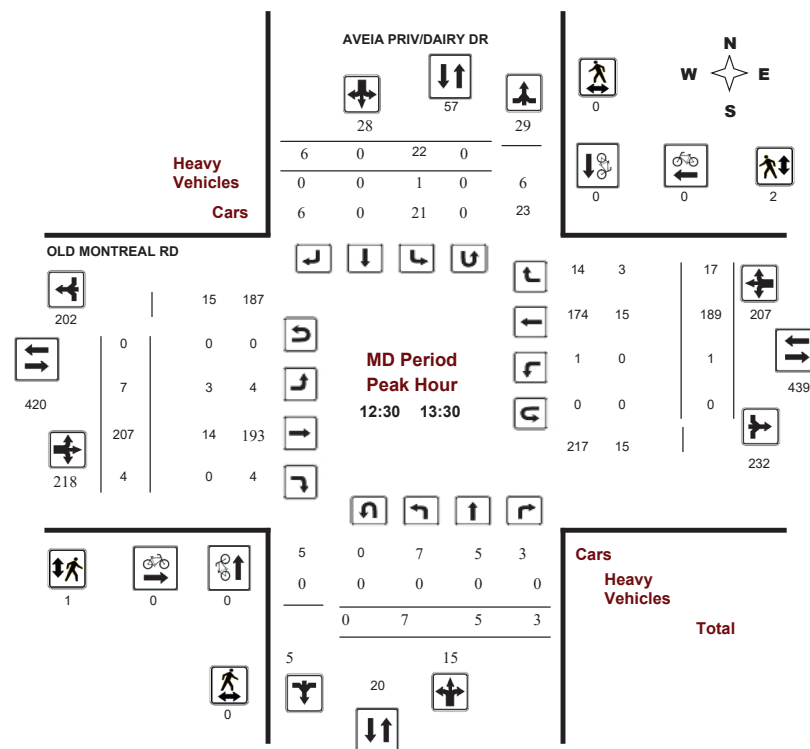 AVEIA PRIV/DAIRY DR
N
W E
S
57
0
28 29
6 0 22 0
Heavy
Vehicles
0 0 1 0 6
Cars
6 0 21 0 23
0 0 2
OLD MONTREAL RD
202
15 187
14 3 17
174 15 189 207
0 0 0
1 0 1
420
7 3 4
439
0 0 0
207 14 193
217 15
232
218
4 0 4
MD Period
Peak Hour
12:30 13:30
5 0 7 5 3
Cars
0 0 0 0 0
Heavy
Vehicles
1 0 0
0 7 5 3
Total
5 15
20
0